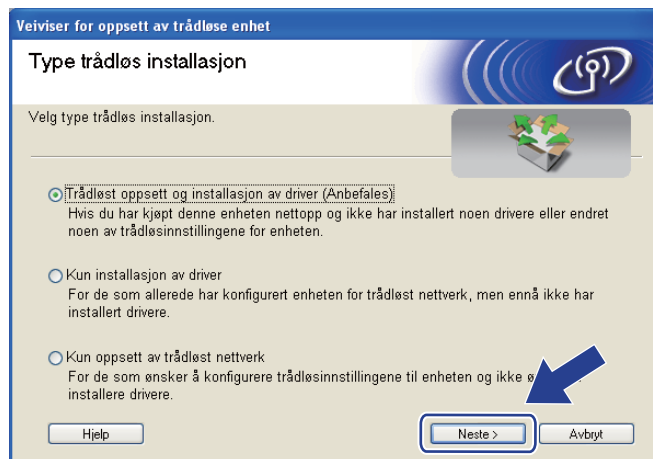 Veiviser for oppsett av trådløse enhet
Type trådløs installasjon
Velg type trådløs installasjon.
Trådløst oppsett og installasjon av driver (Anbefales)
Hvis du har kjøpt denne enheten nettopp og ikke har installert noen drivere eller endret
noen av trådløsinnstillingene for enheten.
Kun installasjon av driver
For de som allerede har konfigurert enheten for trådløst nettverk, men ennå ikke har
installert drivere.
Kun oppsett av trådløst nettverk
For de som ønsker å konfigurere trådløsinnstillingene til enheten og ikke
installere drivere.
Hjelp
Neste >
Avbryt